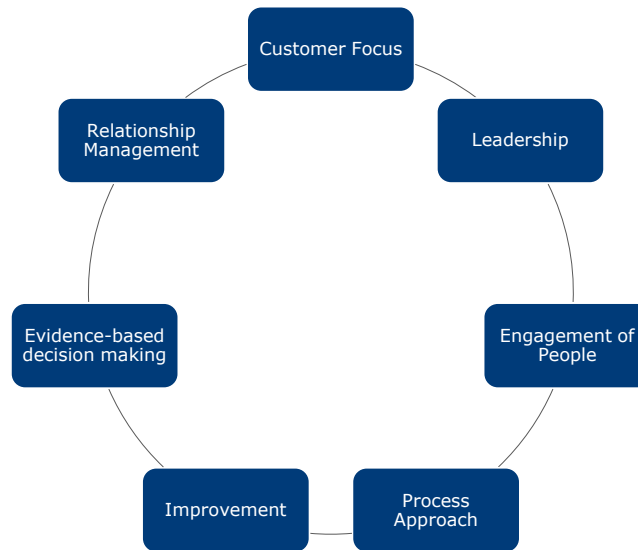 Customer Focus
Leadership
Engagement of
People
Process
Approach
Improvement
Evidence-based
decision making
Relationship
Management